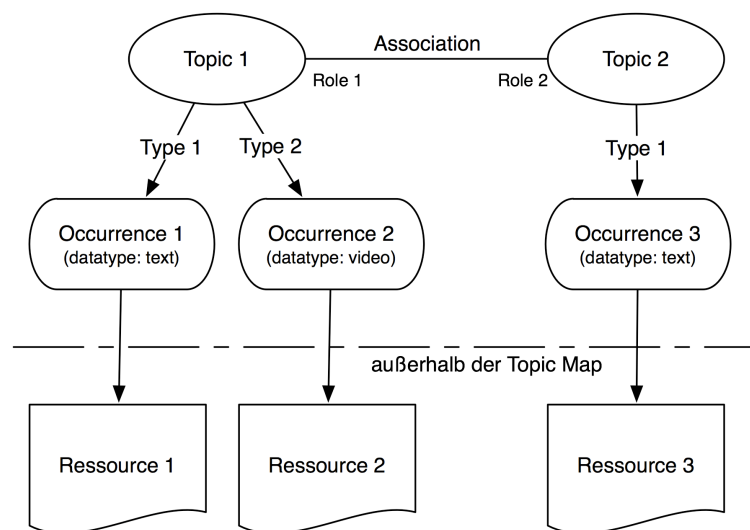 Topic 1
Association
Topic 2
Role 1
Role 2
Type 1
Type 2
Type 1
Occurrence 1
(datatype: text)
Occurrence 2
(datatype: video)
Occurrence 3
(datatype: text)
außerhalb der Topic Map
Ressource 1
Ressource 2
Ressource 3